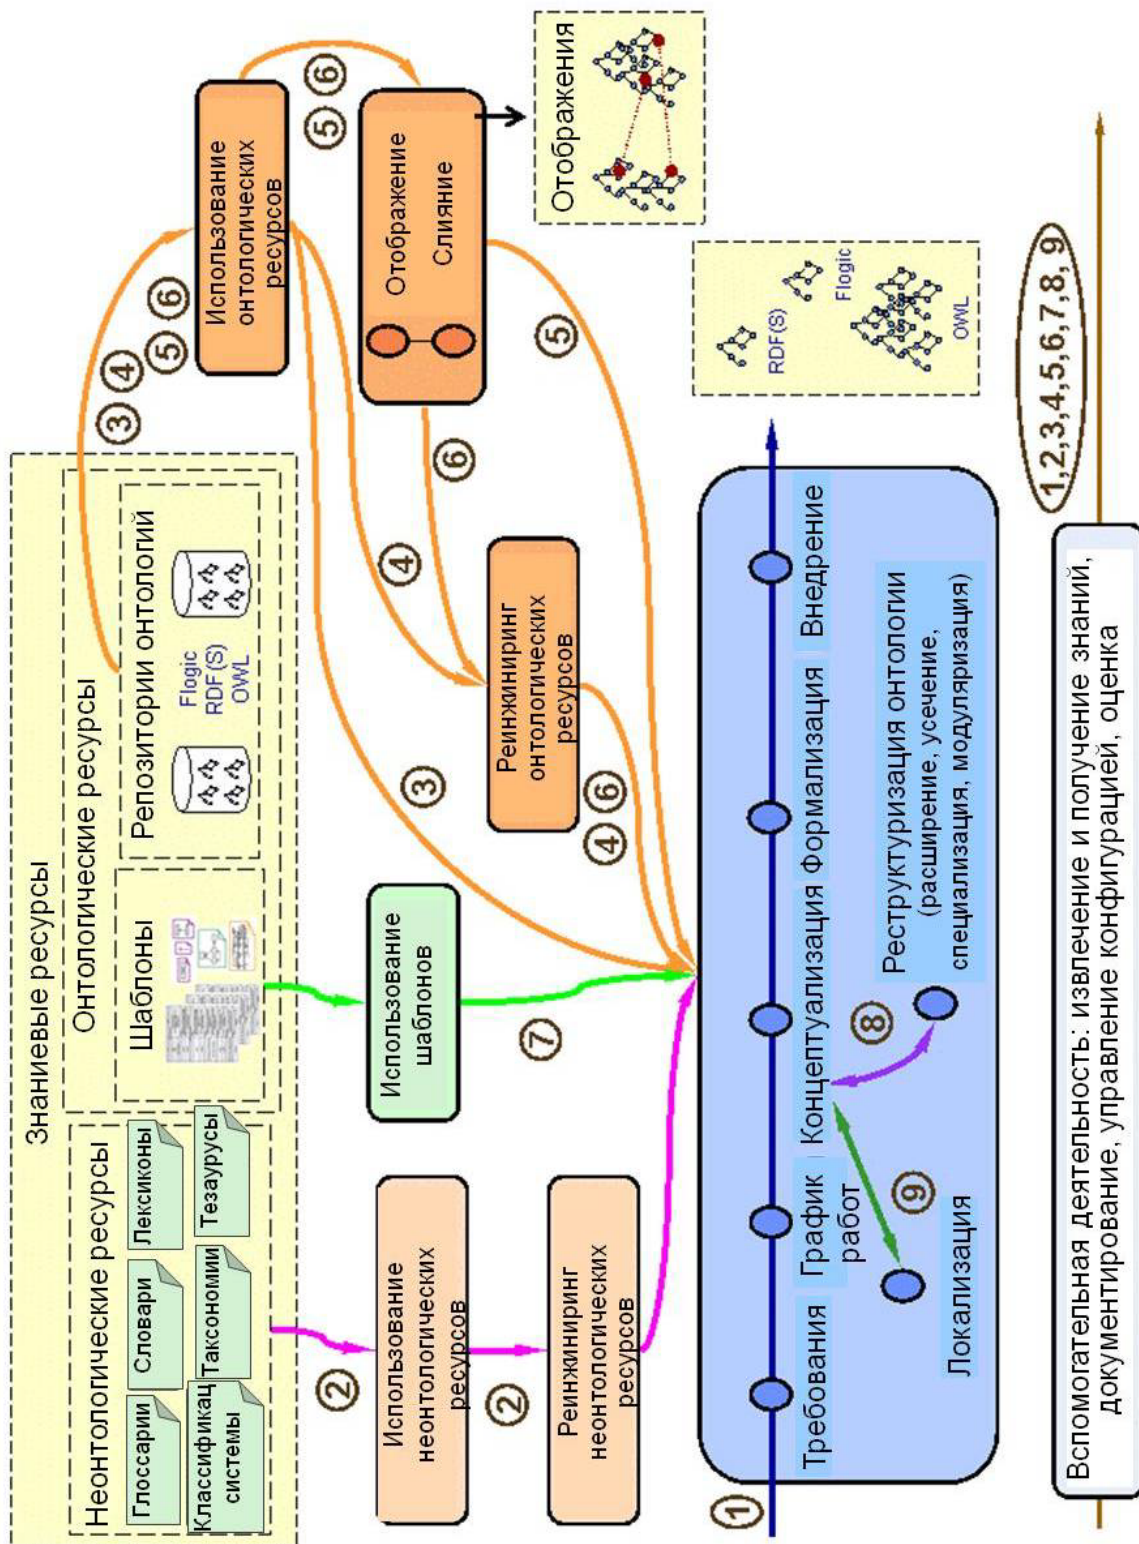 Знаниевые ресурсы
Неонтологические ресурсы
Глоссарии
Словари
Лексиконы
Классификац
системы
Таксономии
Тезаурусы
Онтологические ресурсы
Шаблоны
Репозитории онтологий
Flogic
RDF(S)
OWL
3 4
5 6
2
Использование
неонтологических
ресурсов
2
Реинжиниринг
неонтологических
ресурсов
Использование
шаблонов
7
Использование
онтологических
ресурсов
5 6
5 6
Отображение
Слияние
Отображения
3
4
6
5
Реинжиниринг
онтологических
ресурсов
4 6
1
Требования
График
работ
Концептуализация
Формализация
Внедрение
9
8
Локализация
Реструктуризация онтологии
(расширение, усечение,
специализация, модуляризация)
RDF(S)
Flogic
OWL
1,2,3,4,5,6,7,8, 9
Вспомогательная деятельность: извлечение и получение знаний,
документирование, управление конфигурацией, оценка